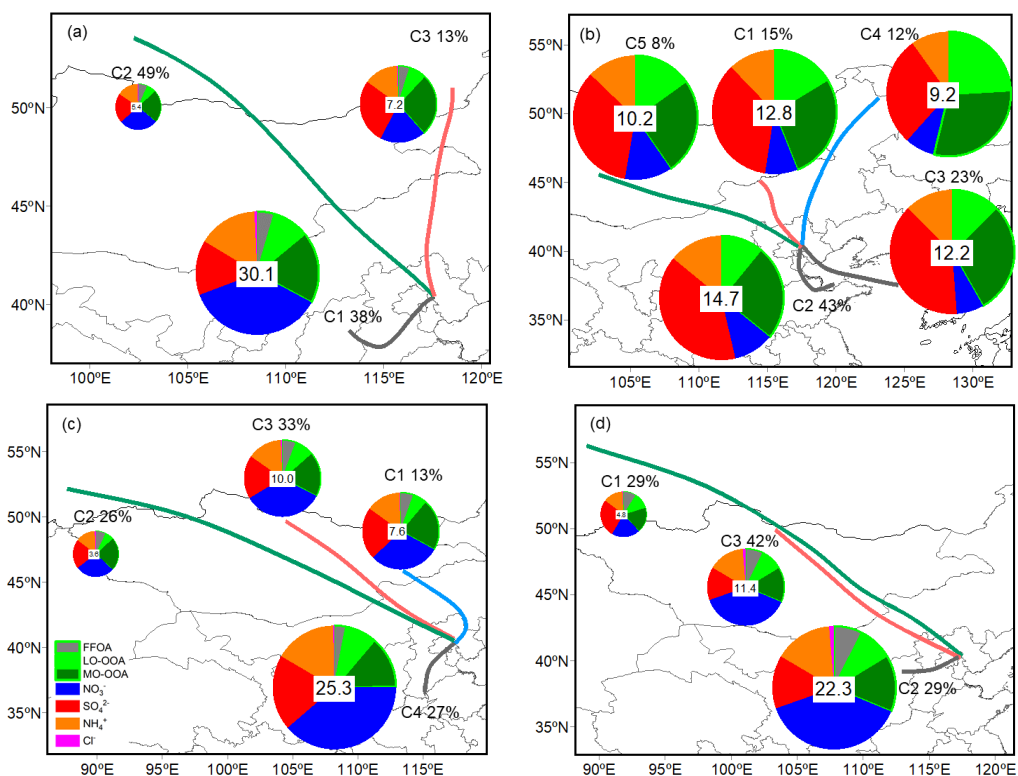 (a)
C3 13%
C2 49%
5.4
7.2
30.1
C1 38%
50ºN
45ºN
40ºN
100ºE 105ºE 110ºE 115ºE 120ºE
(b)
C5 8%
C1 15%
C4 12%
10.2
12.8
9.2
C3 23%
12.2
14.7
C2 43%
55ºN
50ºN
45ºN
40ºN
35ºN
105ºE 110ºE 115ºE 120ºE 125ºE 130ºE
(c)
C3 33%
C1 13%
C2 26%
10.0
7.6
3.6
25.3
C4 27%
FFOA
LO-OOA
MO-OOA
NO₃⁻
SO₄²⁻
NH₄⁺
Cl⁻
55ºN
50ºN
45ºN
40ºN
35ºN
90ºE 95ºE 100ºE 105ºE 110ºE 115ºE
(d)
C1 29%
4.8
C3 42%
11.4
22.3
C2 29%
55ºN
50ºN
45ºN
40ºN
35ºN
90ºE 95ºE 100ºE 105ºE 110ºE 115ºE 120ºE